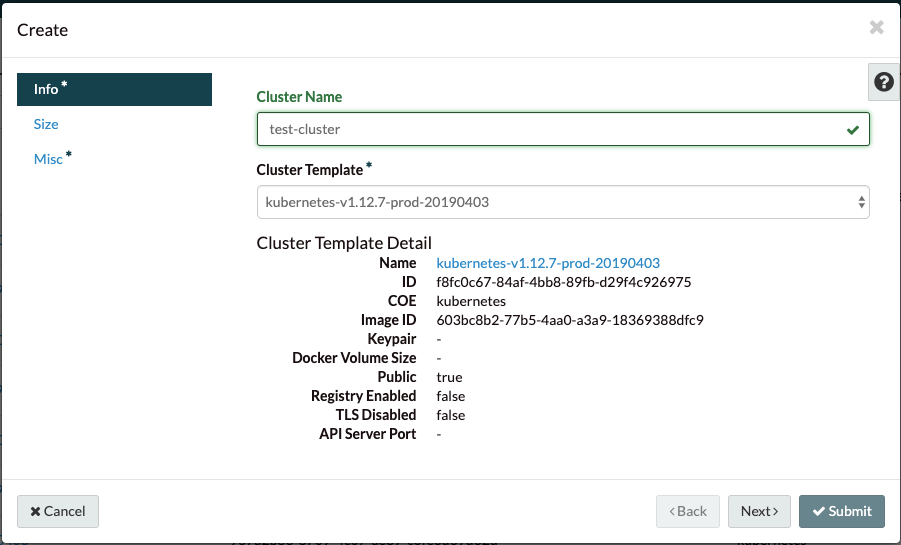 Create
Info *
Size
Misc *
Cluster Name
test-cluster
Cluster Template *
kubernetes-v1.12.7-prod-20190403
Cluster Template Detail
Name kubernetes-v1.12.7-prod-20190403
ID f8fc0c67-84af-4bb8-89fb-d29f4c926975
COE kubernetes
Image ID 603bc8b2-77b5-4aa0-a3a9-18369388dfc9
Keypair -
Docker Volume Size -
Public true
Registry Enabled false
TLS Disabled false
API Server Port -
Cancel <Back Next> Submit